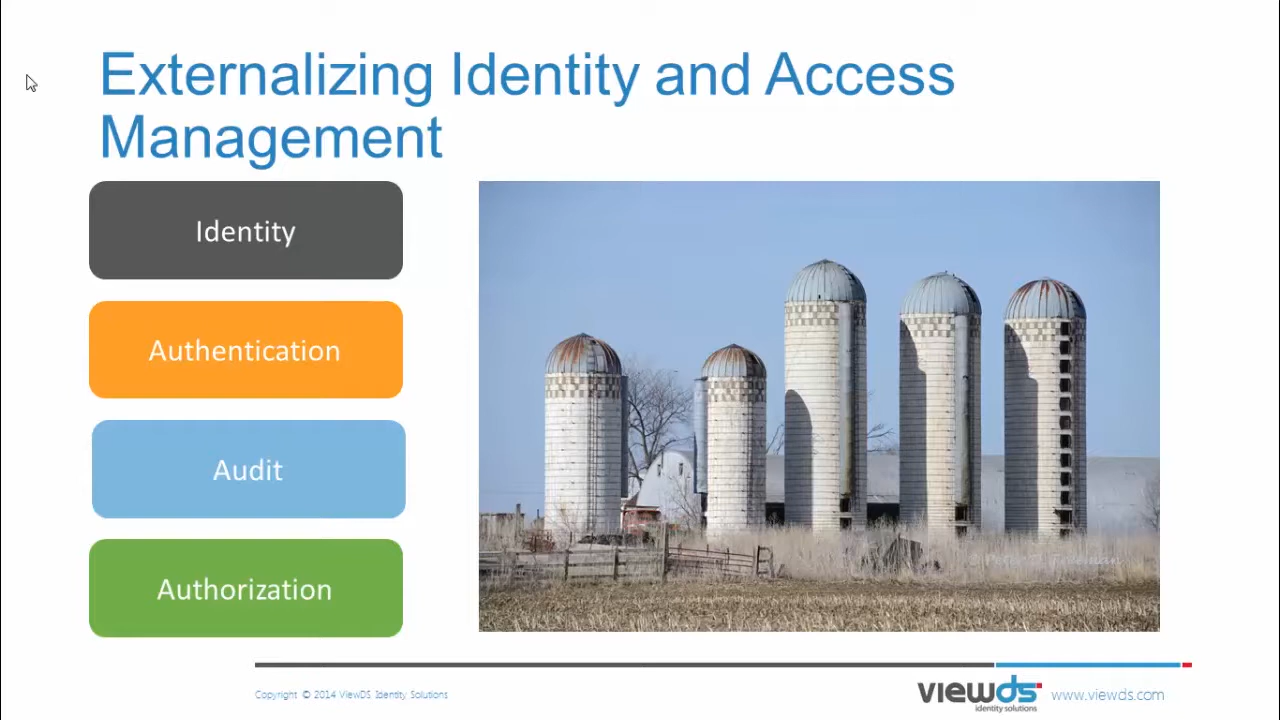 Externalizing Identity and Access
Management
Identity
Authentication
Audit
Authorization
Copyright © 2014 ViewDS Identity Solutions
viewds
identity solutions
www.viewds.com